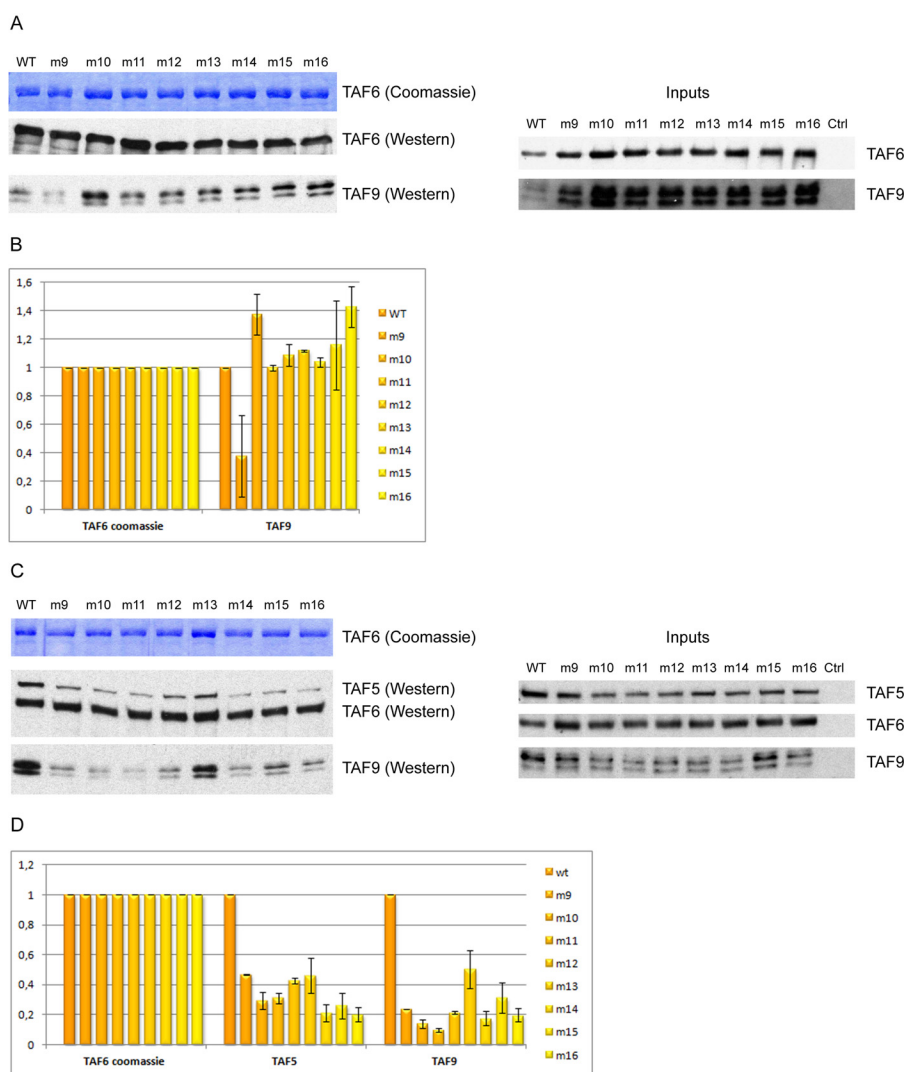 A
WT m9 m10 m11 m12 m13 m14 m15 m16
TAF6 (Coomassie)
TAF6 (Western)
TAF9 (Western)
Inputs
WT m9 m10 m11 m12 m13 m14 m15 m16 Ctrl
TAF6
TAF9
B
1,6
1,4
1,2
1
0,8
0,6
0,4
0,2
0
TAF6 coomassie TAF9
WT
m9
m10
m11
m12
m13
m14
m15
m16
C
WT m9 m10 m11 m12 m13 m14 m15 m16
TAF6 (Coomassie)
TAF5 (Western)
TAF6 (Western)
TAF9 (Western)
Inputs
WT m9 m10 m11 m12 m13 m14 m15 m16 Ctrl
TAF5
TAF6
TAF9
D
1,2
1
0,8
0,6
0,4
0,2
0
TAF6 coomassie TAF5 TAF9
wt
m9
m10
m11
m12
m13
m14
m15
m16